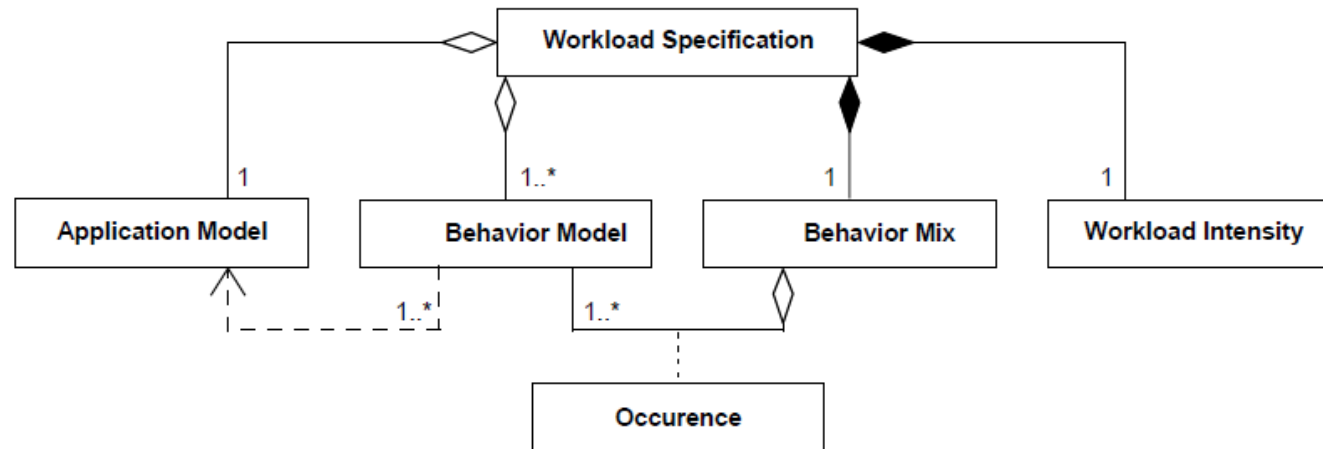 Workload Specification
1
1..*
1
1
Application Model
Behavior Model
Behavior Mix
Workload Intensity
1..*
1..*
Occurence